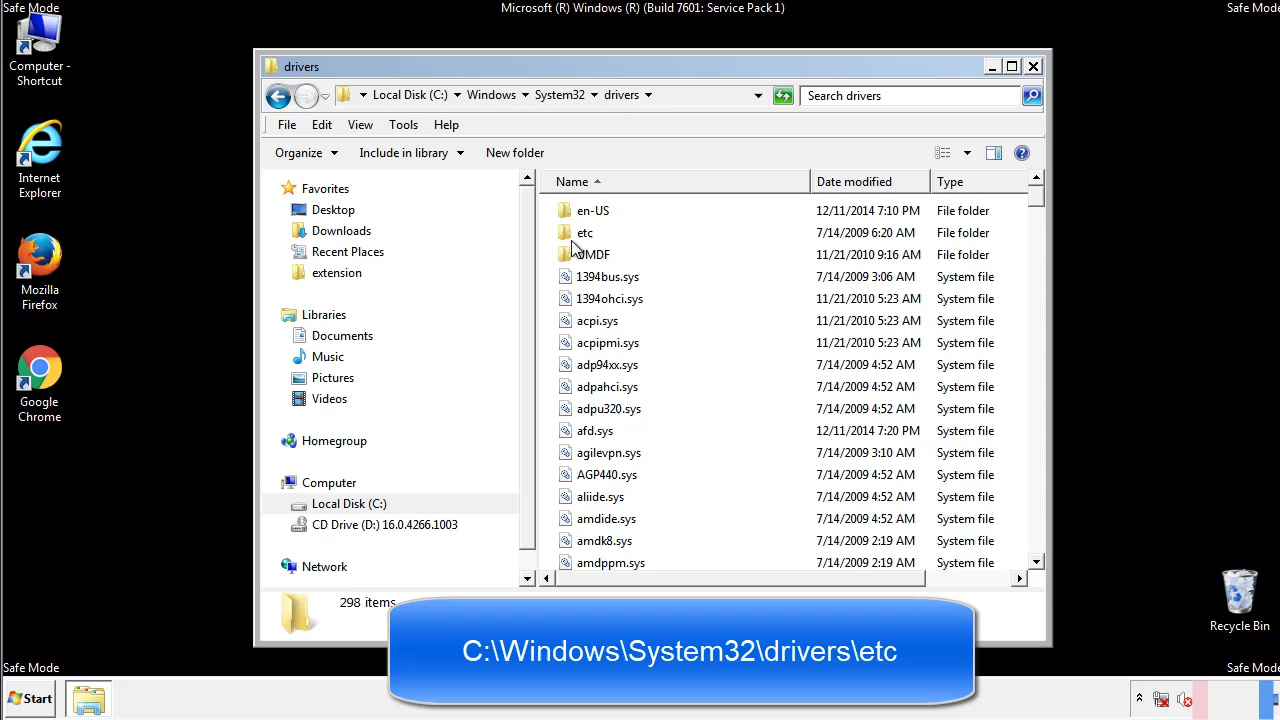 Safe Mode
Microsoft (R) Windows (R) (Build 7601: Service Pack 1)
Safe Mode
Computer -
Shortcut
Internet
Explorer
Mozilla
Firefox
Google
Chrome
drivers
Local Disk (C:) Windows System32 drivers
Search drivers
File Edit View Tools Help
Organize Include in library New folder
Favorites
Desktop
Downloads
Recent Places
extension
Libraries
Documents
Music
Pictures
Videos
Homegroup
Computer
Local Disk (C:)
CD Drive (D:) 16.0.4266.1003
Network
Name Date modified Type
en-US 12/11/2014 7:10 PM File folder
etc 7/14/2009 6:20 AM File folder
UMDF 11/21/2010 9:16 AM File folder
1394bus.sys 7/14/2009 3:06 AM System file
1394ohci.sys 11/21/2010 5:23 AM System file
acpi.sys 11/21/2010 5:23 AM System file
acpipmi.sys 11/21/2010 5:23 AM System file
adp94xx.sys 7/14/2009 4:52 AM System file
adpahci.sys 7/14/2009 4:52 AM System file
adpu320.sys 7/14/2009 4:52 AM System file
afd.sys 12/11/2014 7:20 PM System file
agilevpn.sys 7/14/2009 3:10 AM System file
AGP440.sys 7/14/2009 4:52 AM System file
aliide.sys 7/14/2009 4:52 AM System file
amdide.sys 7/14/2009 4:52 AM System file
amdk8.sys 7/14/2009 2:19 AM System file
amdppm.sys 7/14/2009 2:19 AM System file
298 items
C:\Windows\System32\drivers\etc
Recycle Bin
Safe Mode
Safe Mode
Start